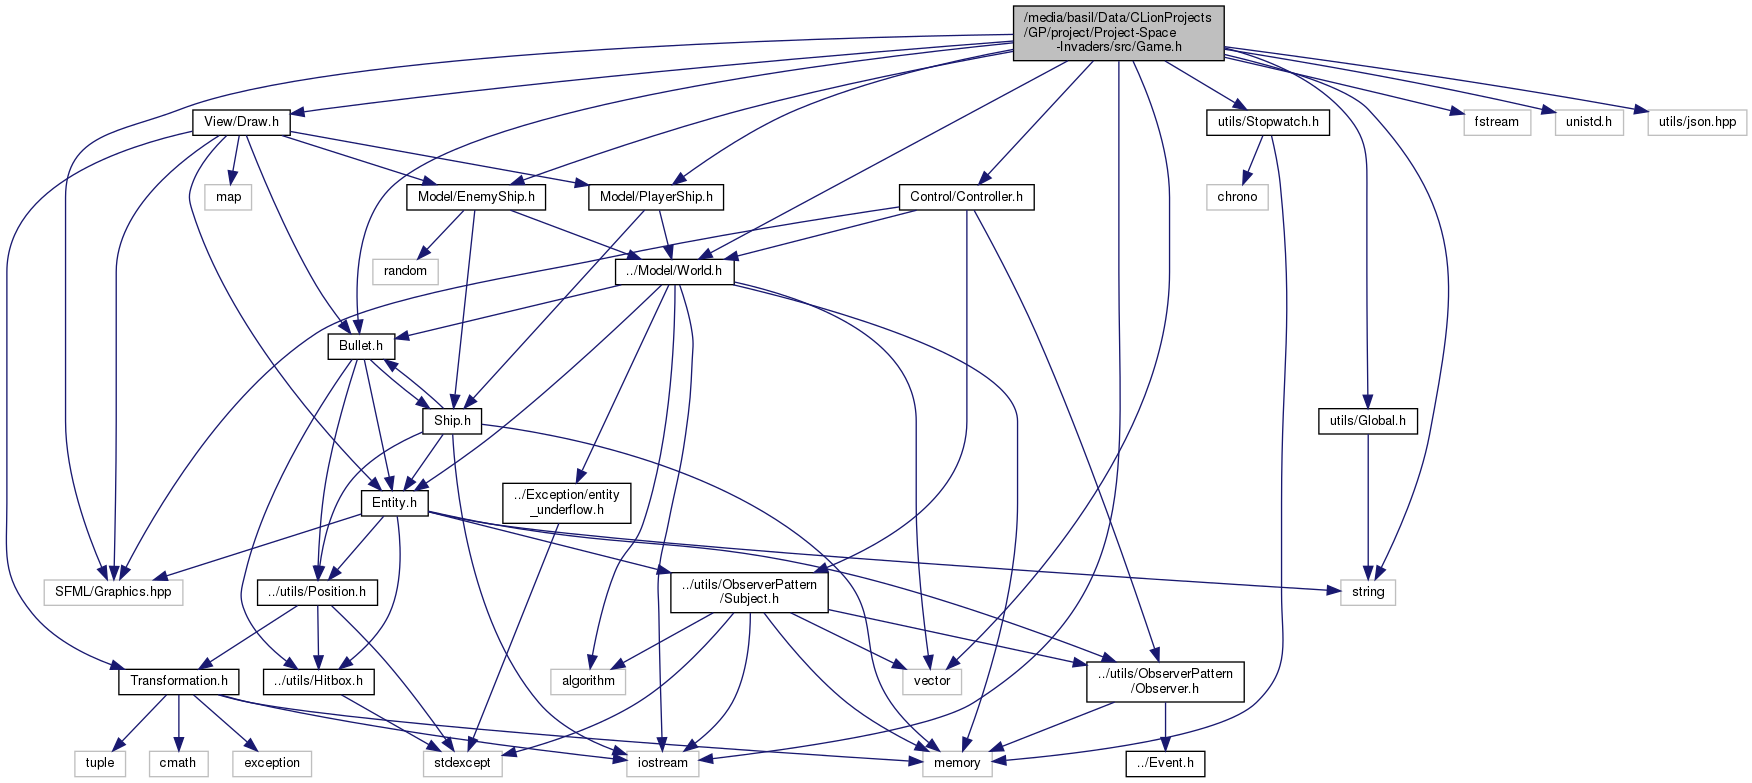 /media/basil/Data/CLionProjects
/GP/project/Project-Space
-Invaders/src/Game.h
View/Draw.h
utils/Stopwatch.h
fstream
unistd.h
utils/json.hpp
map
Model/EnemyShip.h
Model/PlayerShip.h
Control/Controller.h
chrono
random
../Model/World.h
Bullet.h
Ship.h
utils/Global.h
Entity.h
../Exception/entity
_underflow.h
SFML/Graphics.hpp
../utils/Position.h
../utils/ObserverPattern
/Subject.h
string
Transformation.h
../utils/Hitbox.h
algorithm
vector
../utils/ObserverPattern
/Observer.h
tuple
cmath
exception
stdexcept
iostream
memory
../Event.h